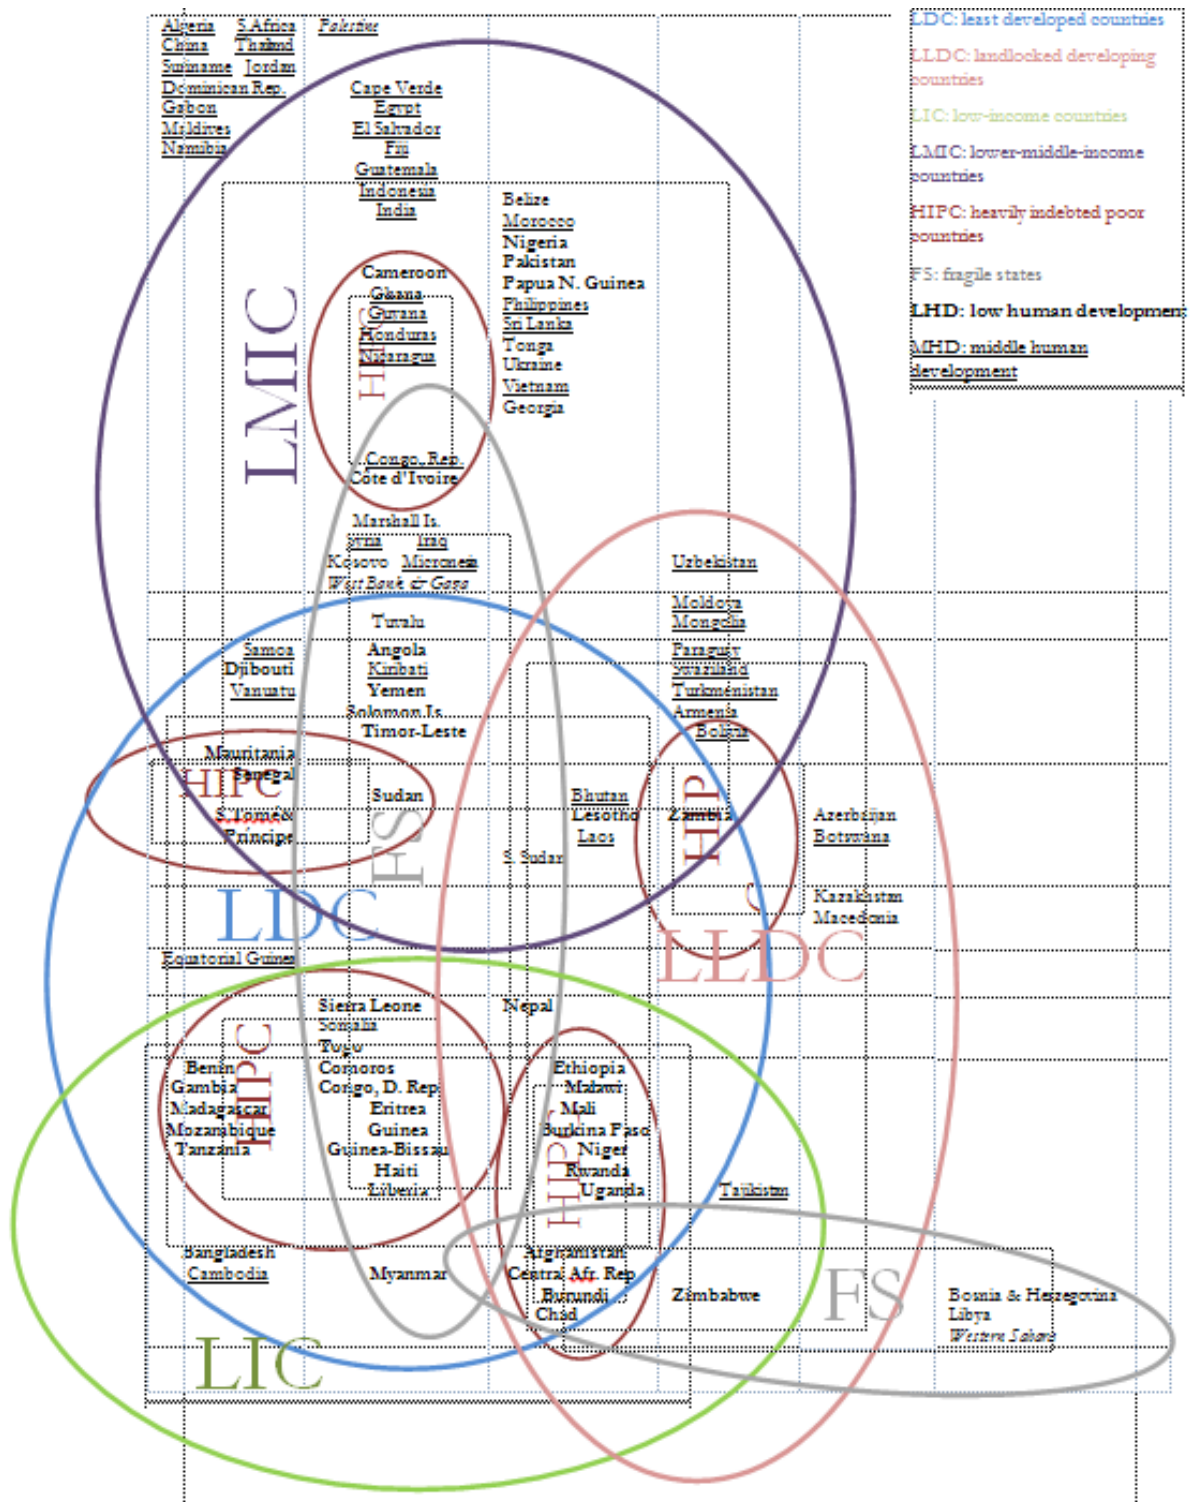 Algeria S.Africa Palestine
China Thailand
Suriname Jordan
Dominican Rep.
Gabon
Maldives
Namibia
Cape Verde
Egypt
El Salvador
Fiji
Guatemala
Indonesia
India
Belize
Morocco
Nigeria
Pakistan
Papua N. Guinea
Philippines
Sri Lanka
Tonga
Ukraine
Vietnam
Georgia
LMIC
Cameroon
Ghana
Guyana
Honduras
Nicaragua
HIPC
Congo, Rep.
Côte d'Ivoire
Marshall Is.
Syria Iraq
Kosovo Micronesia
West Bank & Gaza
Tuvalu
Angola
Kiribati
Yemen
Solomon Is.
Timor-Leste
Samoa
Djibouti
Vanuatu
Mauritania
Senegal
HIPC
S.Tomé&
Príncipe
Sudan
FS
LDC
Uzbekistan
Moldova
Mongolia
Paraguay
Swaziland
Turkmenistan
Armenia
Bolivia
HIPC
Zambia
Bhutan
Lesotho
Laos
S. Sudan
Azerbaijan
Botswana
Kazakhstan
Macedonia
LLDC
Equatorial Guinea
Sierra Leone
Somalia
Togo
Comoros
Congo, D. Rep
Eritrea
Guinea
Guinea-Bissau
Haiti
Liberia
HIPC
Benin
Gambia
Madagascar
Mozambique
Tanzania
Nepal
Ethiopia
Malawi
Mali
Burkina Faso
Niger
Rwanda
Uganda
HIPC
Tajikistan
Bangladesh
Cambodia
Myanmar
Afghanistan
Central Afr. Rep
Burundi
Chad
Zimbabwe
FS
Bosnia & Herzegovina
Libya
Western Sahara
LIC
LDC: least developed countries
LLDC: landlocked developing
countries
LIC: low-income countries
LMIC: lower-middle-income
countries
HIPC: heavily indebted poor
countries
FS: fragile states
LHD: low human development
MHD: middle human
development